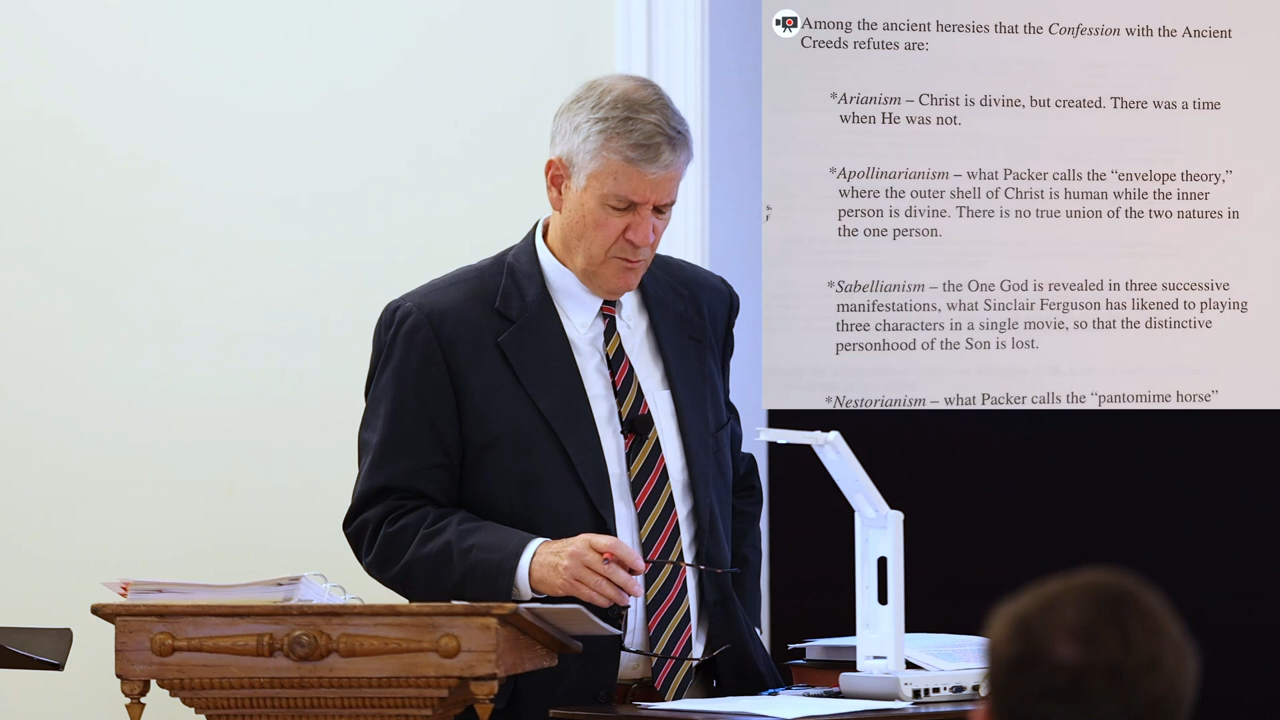 Among the ancient heresies that the Confession with the Ancient
Creeds refutes are:
*Arianism – Christ is divine, but created. There was a time
when He was not.
*Apollinarianism – what Packer calls the “envelope theory,”
where the outer shell of Christ is human while the inner
person is divine. There is no true union of the two natures in
the one person.
*Sabellianism – the One God is revealed in three successive
manifestations, what Sinclair Ferguson has likened to playing
three characters in a single movie, so that the distinctive
personhood of the Son is lost.
*Nestorianism – what Packer calls the “pantomime horse”